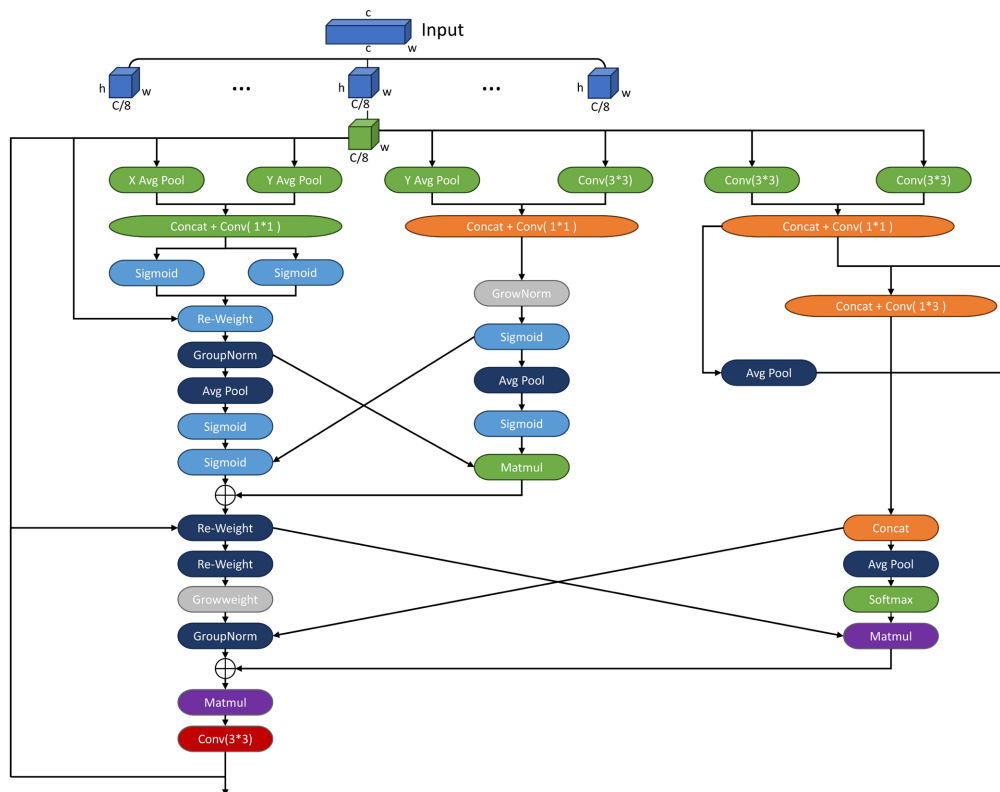 c
Input
c
w
h
w
C/8
...
h
w
C/8
...
h
w
C/8
w
C/8
X Avg Pool
Y Avg Pool
Y Avg Pool
Conv(3*3)
Conv(3*3)
Conv(3*3)
Concat + Conv( 1*1 )
Concat + Conv( 1*1 )
Concat + Conv( 1*1 )
Sigmoid
Sigmoid
GrowNorm
Concat + Conv( 1*3 )
Re-Weight
Sigmoid
GroupNorm
Avg Pool
Avg Pool
Avg Pool
Sigmoid
Sigmoid
Sigmoid
Matmul
Re-Weight
Concat
Re-Weight
Avg Pool
Growweight
Softmax
GroupNorm
Matmul
Matmul
Conv(3*3)